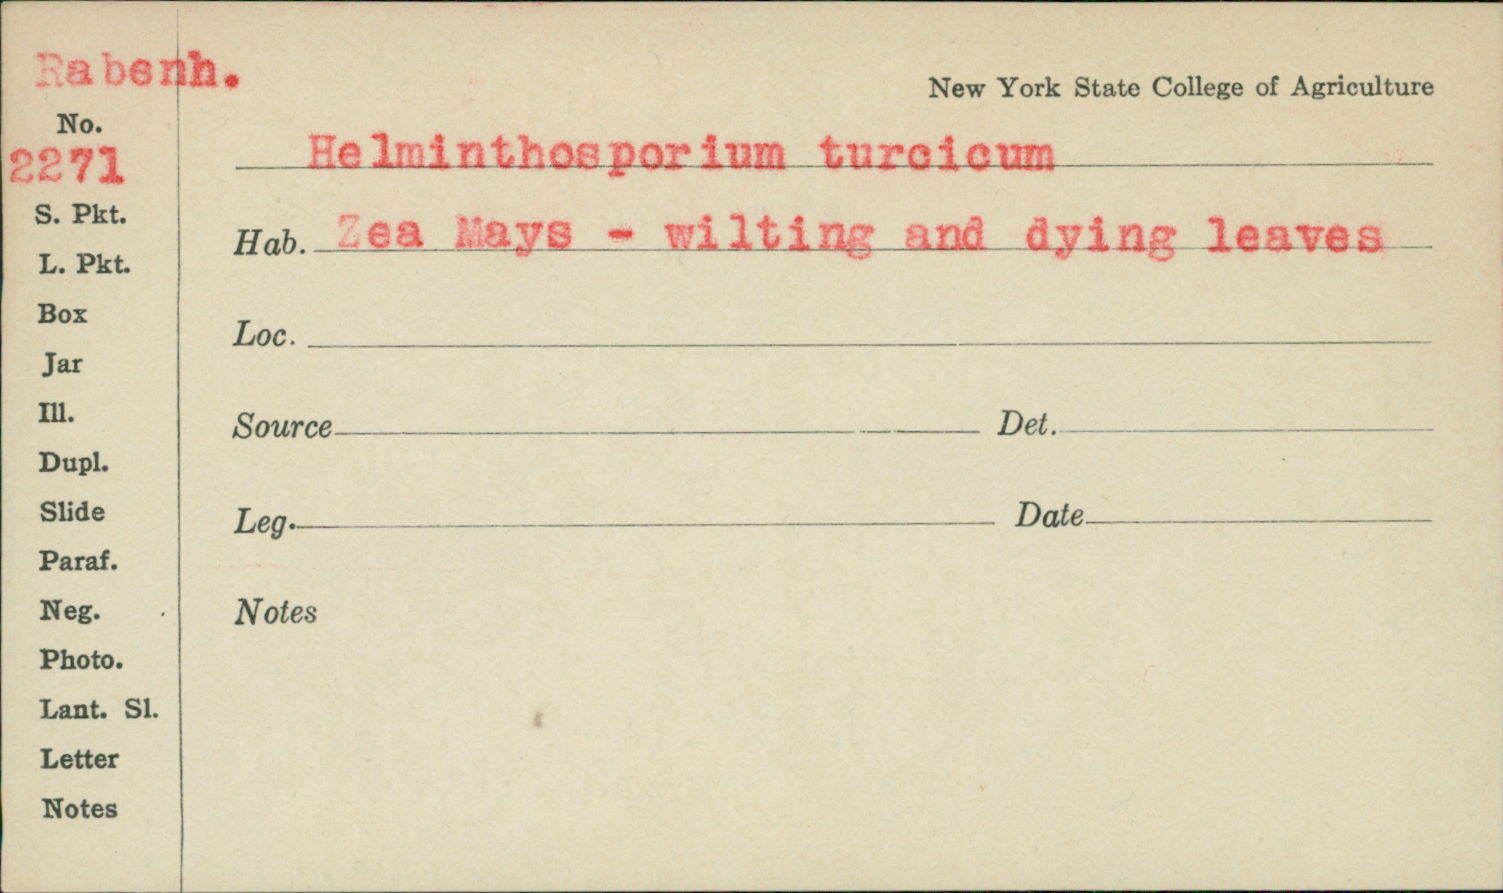 Rabenh.
New York State College of Agriculture
No.
2271
Helminthosporium turcicum
S. Pkt.
Hab. Zea Mays - wilting and dying leaves
L. Pkt.
Box
Loc.
Jar
Ill.
Source Det.
Dupl.
Slide
Leg. Date
Paraf.
Neg.
Notes
Photo.
Lant. Sl.
Letter
Notes